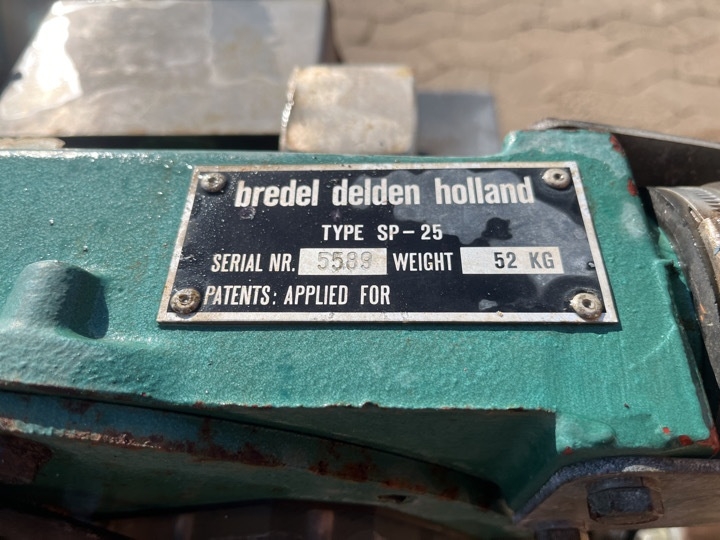 bredel delden holland
TYPE SP-25
SERIAL NR. 5589 WEIGHT 52 KG
PATENTS: APPLIED FOR